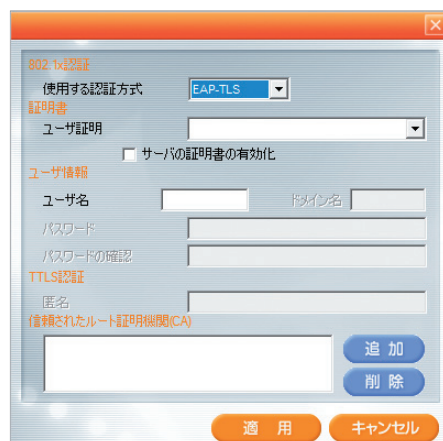 802.1x認証
使用する認証方式 EAP-TLS
証明書
ユーザ証明
サーバの証明書の有効化
ユーザ情報
ユーザ名 ドメイン名
パスワード
パスワードの確認
TTLS認証
匿名
信頼されたルート証明機関(CA)
追 加
削 除
適 用 キャンセル